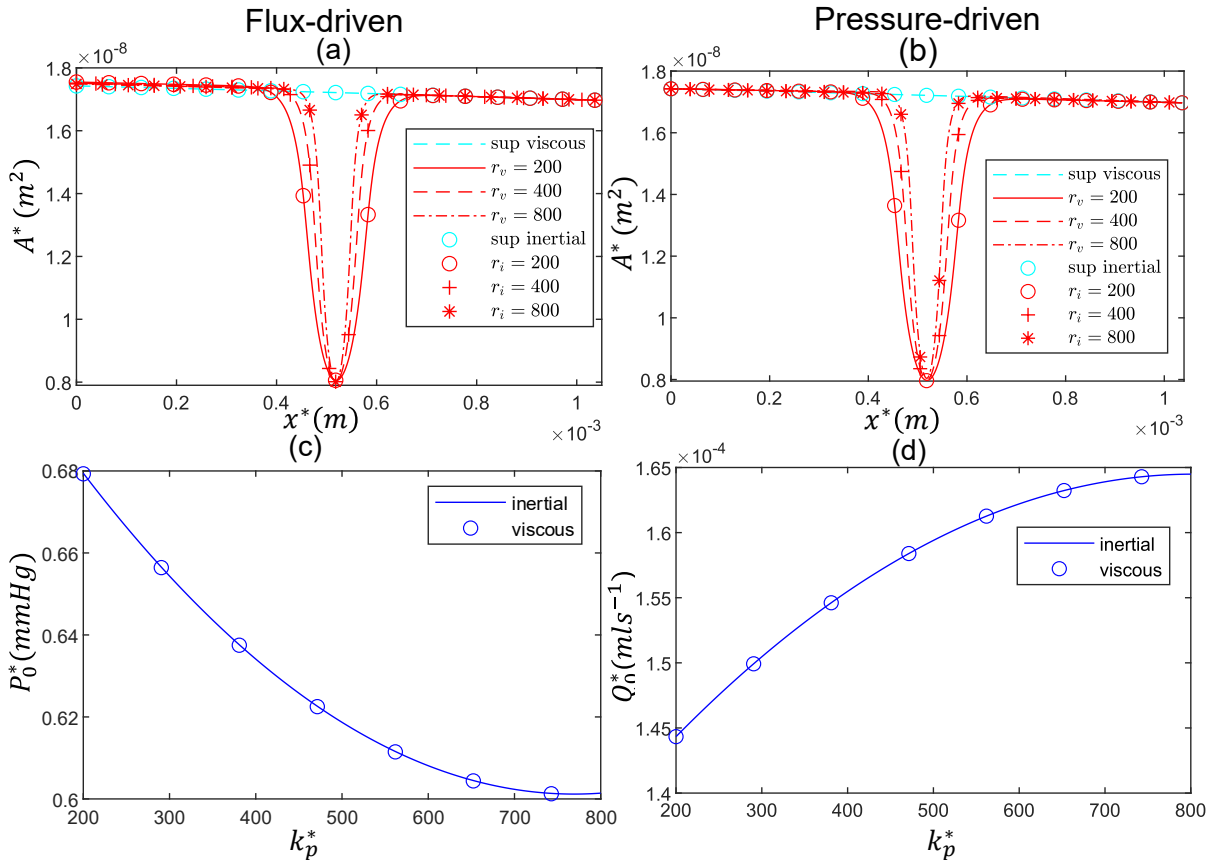 Flux-driven
Pressure-driven
(a)
(b)
×10⁻⁸
×10⁻⁸
1.8
1.6
1.4
1.2
1
0.8
A* (m²)
sup viscous
r_v = 200
r_v = 400
r_v = 800
sup inertial
r_i = 200
r_i = 400
r_i = 800
0 0.2 0.4 0.6 0.8 1
x*(m)
×10⁻³
1.8
1.6
1.4
1.2
1
0.8
A* (m²)
sup viscous
r_v = 200
r_v = 400
r_v = 800
sup inertial
r_i = 200
r_i = 400
r_i = 800
0 0.2 0.4 0.6 0.8 1
x*(m)
×10⁻³
(c)
(d)
0.68
0.66
0.64
0.62
0.6
P₀*(mmHg)
inertial
viscous
200 300 400 500 600 700 800
k_p*
×10⁻⁴
1.65
1.6
1.55
1.5
1.45
1.4
Q₀*(mls⁻¹)
inertial
viscous
200 300 400 500 600 700 800
k_p*